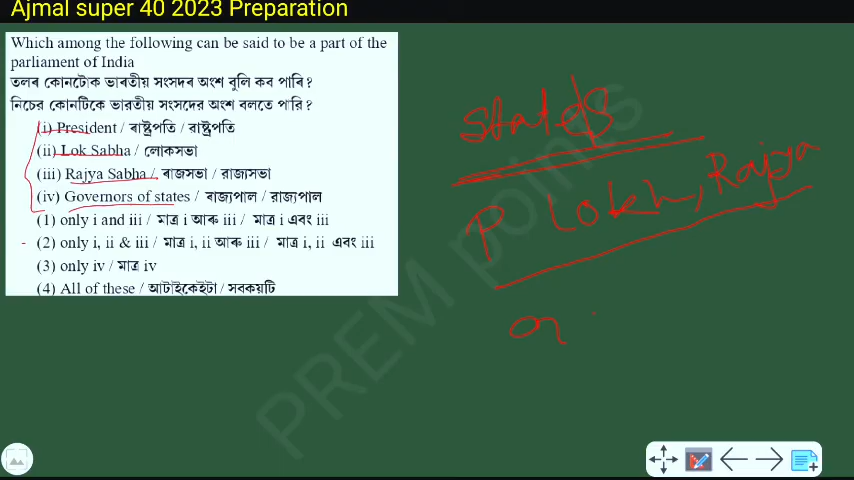 Ajmal super 40 2023 Preparation
Which among the following can be said to be a part of the
parliament of India
তলৰ কোনটোক ভাৰতীয় সংসদৰ অংশ বুলি কব পাৰি?
নিচের কোনটিকে ভারতীয় সংসদের অংশ বলতে পারি?
(i) President / ৰাষ্ট্ৰপতি / রাষ্ট্রপতি
(ii) Lok Sabha / লোকসভা
(iii) Rajya Sabha / ৰাজসভা / রাজ্যসভা
(iv) Governors of states / ৰাজ্যপাল / রাজ্যপাল
(1) only i and iii / মাত্ৰ i আৰু iii / মাত্র i এবং iii
(2) only i, ii & iii / মাত্ৰ i, ii আৰু iii / মাত্র i, ii এবং iii
(3) only iv / মাত্র iv
(4) All of these / আটাইকেইটা / সবকয়টি
states
P Lokh, Rajya
PREM points